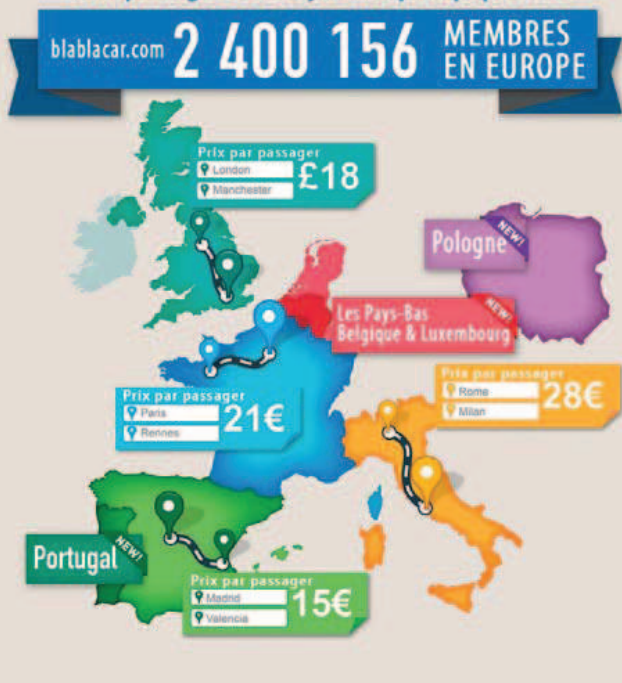 blablacar.com 2 400 156 MEMBRES
EN EUROPE
Prix par passager
London
Manchester
£18
Pologne
NEW!
Les Pays-Bas
Belgique & Luxembourg
NEW!
Prix par passager
Rome
Milan
28€
Prix par passager
Paris
Rennes
21€
Portugal
NEW!
Prix par passager
Madrid
Valencia
15€